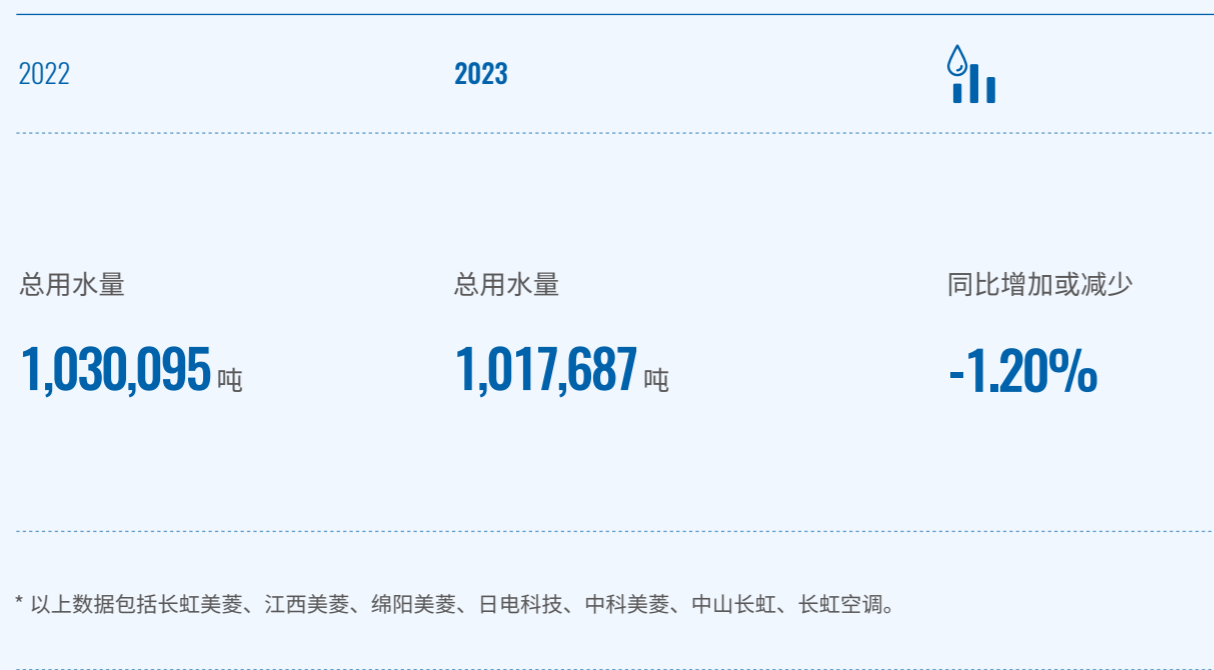 2022 2023
总用水量 总用水量 同比增加或减少
1,030,095 吨 1,017,687 吨 -1.20%
* 以上数据包括长虹美菱、江西美菱、绵阳美菱、日电科技、中科美菱、中山长虹、长虹空调。